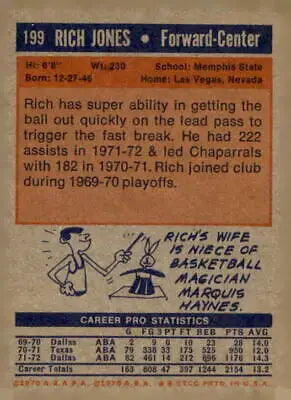 199 RICH JONES • Forward-Center
Ht: 6'8" Wt: 230 School: Memphis State
Born: 12-27-46 Home: Las Vegas, Nevada
Rich has super ability in getting the
ball out quickly on the lead pass to
trigger the fast break. He had 222
assists in 1971-72 & led Chaparrals
with 182 in 1970-71. Rich joined club
during 1969-70 playoffs.
RICH'S WIFE
IS NIECE OF
BASKETBALL
MAGICIAN
MARQUIS
HAYNES.
CAREER PRO STATISTICS
G FG 3PT FT REB PTS AVG
69-70 Dallas ABA 2 9 0 10 23 28 14.0
70-71 Texas ABA 79 338 33 175 525 950 12.0
71-72 Dallas ABA 82 461 14 212 696 1176 14.3
Career Totals 163 808 47 397 1244 2154 13.2